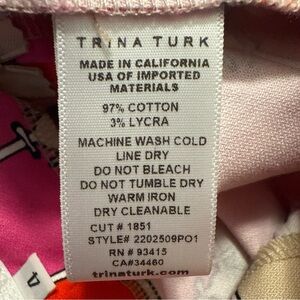 TRINA TURK
MADE IN CALIFORNIA
USA OF IMPORTED
MATERIALS
97% COTTON
3% LYCRA
MACHINE WASH COLD
LINE DRY
DO NOT BLEACH
DO NOT TUMBLE DRY
WARM IRON
DRY CLEANABLE
CUT # 1851
STYLE# 2202509PO1
RN # 93415
CA#34460
trinaturk.com
4